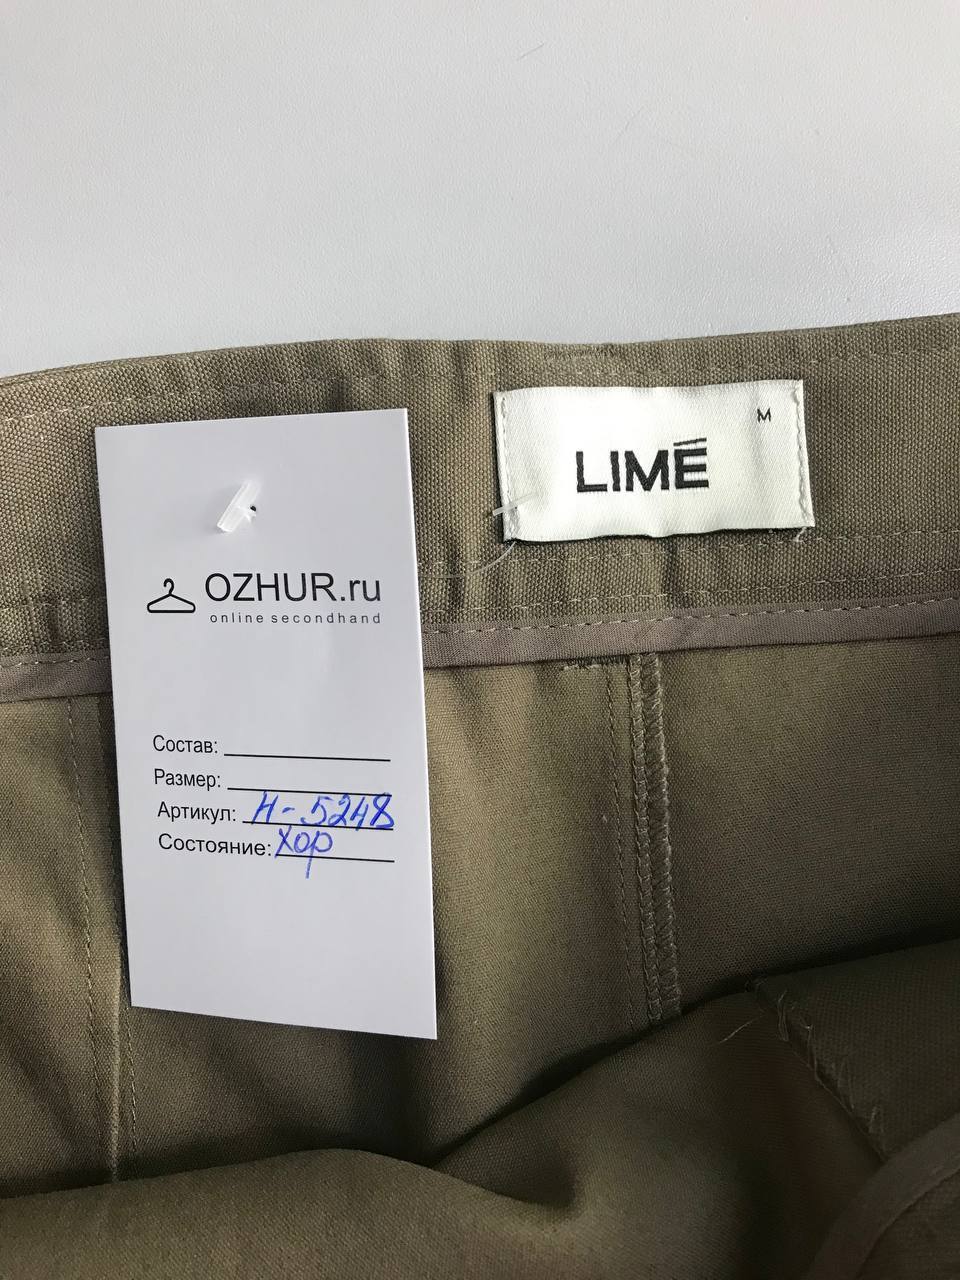 M
LIMÉ
OZHUR.ru
online secondhand
Состав:
Размер:
Артикул: H-5248
Состояние: хор